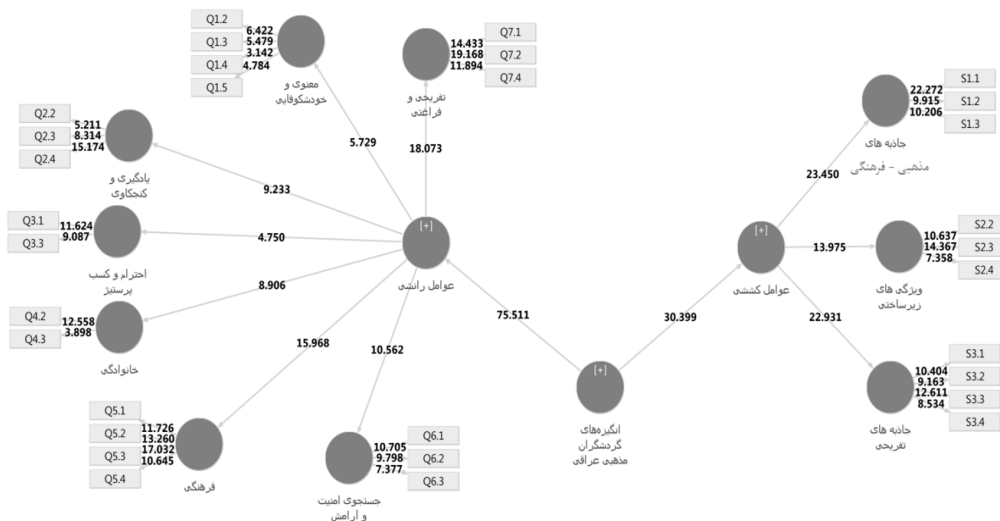 Q1.2
Q1.3
Q1.4
Q1.5
6.422
5.479
3.142
4.784
معنوی و
خودشکوفایی
14.433
19.168
11.894
Q7.1
Q7.2
Q7.4
تفریحی و
فراغتی
Q2.2
Q2.3
Q2.4
5.211
8.314
15.174
یادگیری و
کنجکاوی
Q3.1
Q3.3
11.624
9.087
احترام و کسب
پرستیژ
Q4.2
Q4.3
12.558
3.898
خانوادگی
Q5.1
Q5.2
Q5.3
Q5.4
11.726
13.260
17.032
10.645
فرهنگی
10.705
9.798
7.377
Q6.1
Q6.2
Q6.3
جستجوی امنیت
و آرامش
5.729
18.073
9.233
4.750
8.906
15.968
10.562
[+]
عوامل رانشی
75.511
30.399
[+]
انگیزه‌های
گردشگران
مذهبی عراقی
[+]
عوامل کششی
23.450
13.975
22.931
22.272
9.915
10.206
S1.1
S1.2
S1.3
جاذبه های
مذهبی - فرهنگی
10.637
14.367
7.358
S2.2
S2.3
S2.4
ویژگی های
زیرساختی
10.404
9.163
12.611
8.534
S3.1
S3.2
S3.3
S3.4
جاذبه های
تفریحی